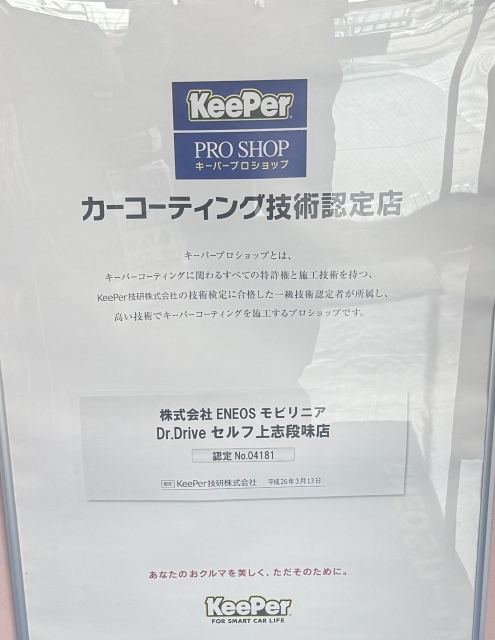 KeePer
PRO SHOP
キーパープロショップ
カーコーティング技術認定店
キーパープロショップとは、
キーパーコーティングに関わるすべての特許権と施工技術を持つ、
KeePer技研株式会社の技術検定に合格した一級技術認定者が所属し、
高い技術でキーパーコーティングを施工するプロショップです。
株式会社 ENEOS モビリニア
Dr.Drive セルフ上志段味店
認定 No.04181
KeePer技研株式会社 平成26年3月13日
あなたのおクルマを美しく、ただそのために。
KeePer
FOR SMART CAR LIFE